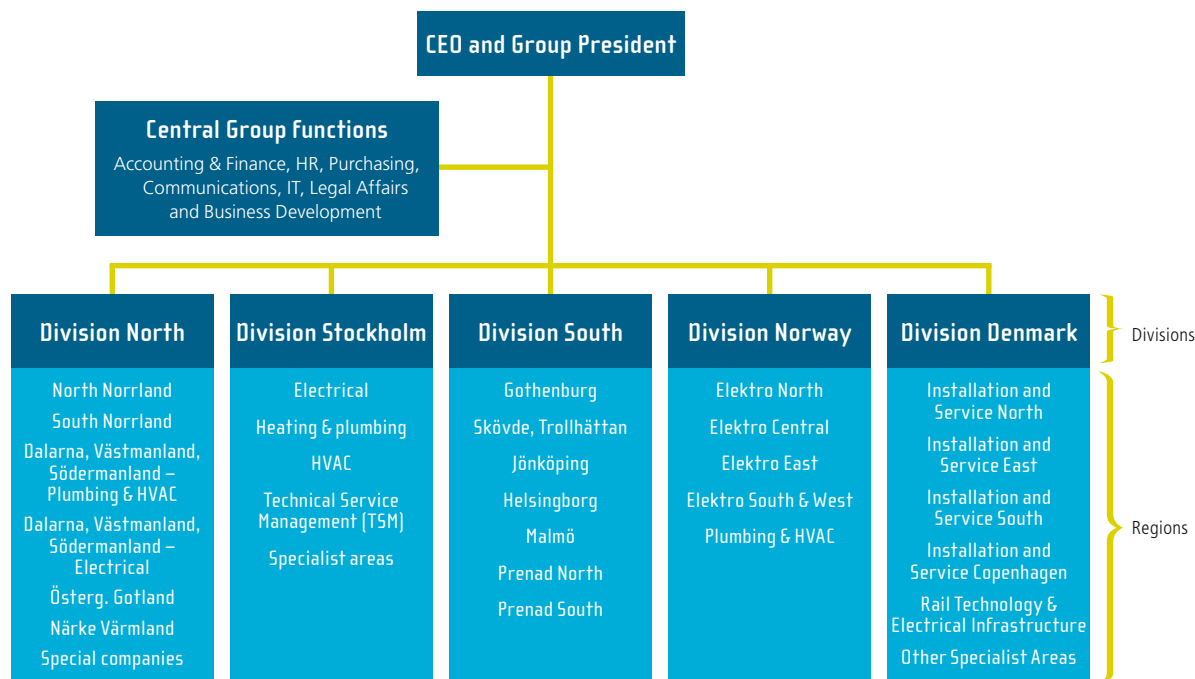 CEO and Group President
Central Group Functions
Accounting & Finance, HR, Purchasing,
Communications, IT, Legal Affairs
and Business Development
Division North
North Norrland
South Norrland
Dalarna, Västmanland,
Södermanland –
Plumbing & HVAC
Dalarna, Västmanland,
Södermanland –
Electrical
Österg. Gotland
Närke Värmland
Special companies
Division Stockholm
Electrical
Heating & plumbing
HVAC
Technical Service
Management (TSM)
Specialist areas
Division South
Gothenburg
Skövde, Trollhättan
Jönköping
Helsingborg
Malmö
Prenad North
Prenad South
Division Norway
Elektro North
Elektro Central
Elektro East
Elektro South & West
Plumbing & HVAC
Division Denmark
Installation and
Service North
Installation and
Service East
Installation and
Service South
Installation and
Service Copenhagen
Rail Technology &
Electrical Infrastructure
Other Specialist Areas
Divisions
Regions